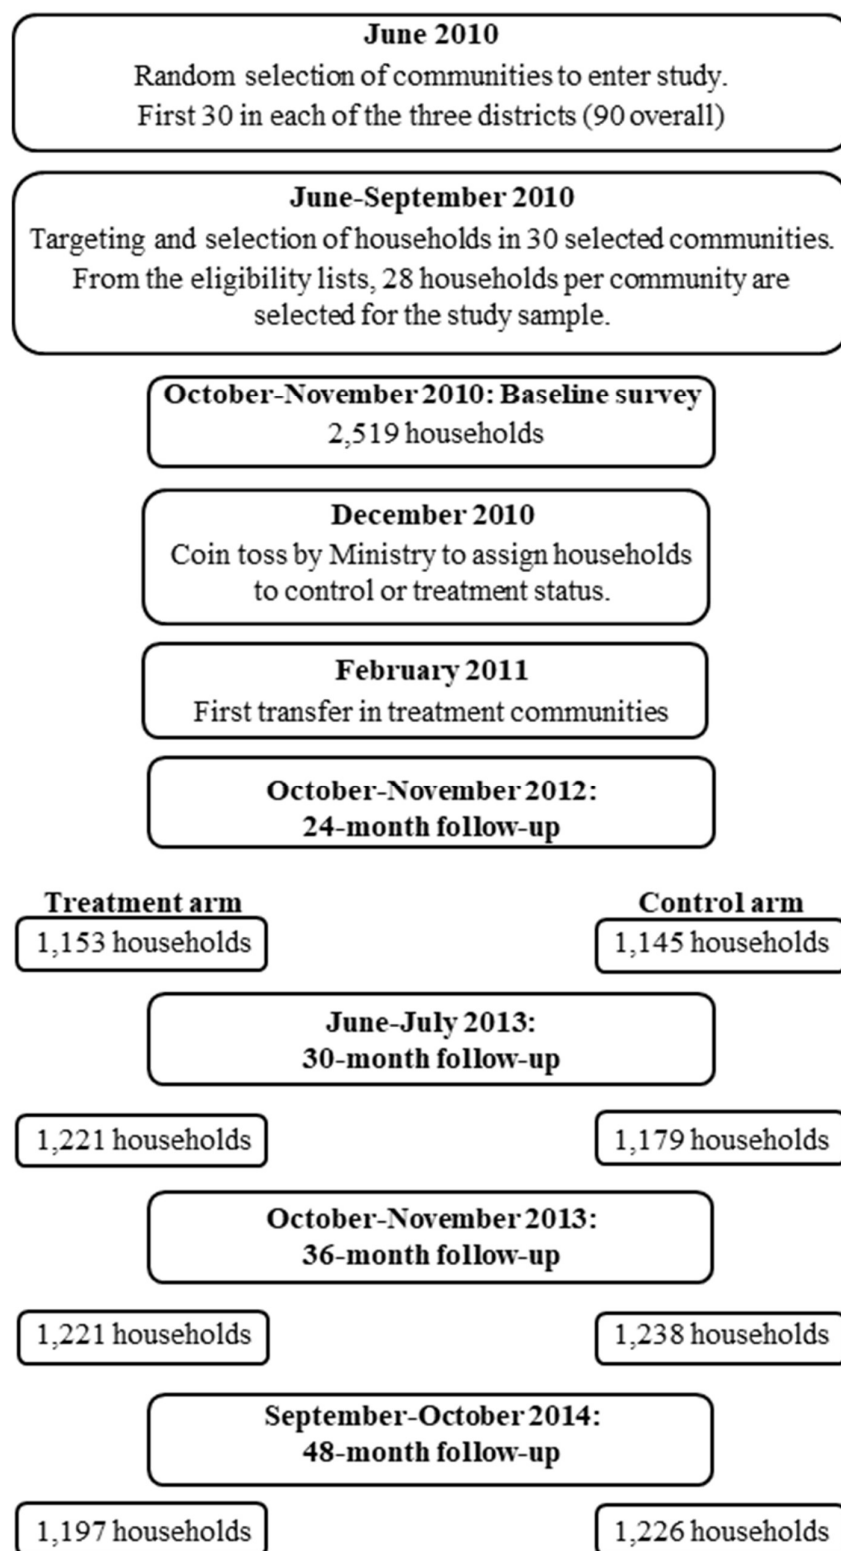 June 2010
Random selection of communities to enter study.
First 30 in each of the three districts (90 overall)
June-September 2010
Targeting and selection of households in 30 selected communities.
From the eligibility lists, 28 households per community are
selected for the study sample.
October-November 2010: Baseline survey
2,519 households
December 2010
Coin toss by Ministry to assign households
to control or treatment status.
February 2011
First transfer in treatment communities
October-November 2012:
24-month follow-up
Treatment arm
Control arm
1,153 households
1,145 households
June-July 2013:
30-month follow-up
1,221 households
1,179 households
October-November 2013:
36-month follow-up
1,221 households
1,238 households
September-October 2014:
48-month follow-up
1,197 households
1,226 households